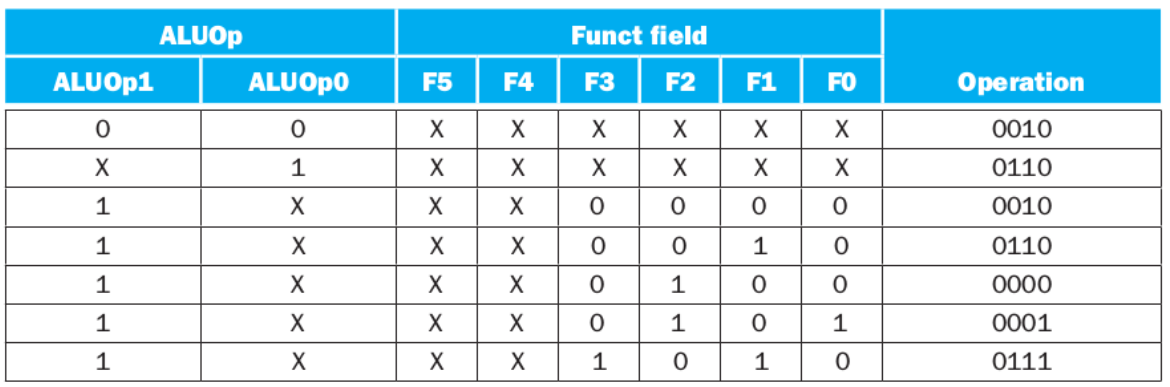 ALUOp Funct field
ALUOp1 ALUOp0 F5 F4 F3 F2 F1 F0 Operation
0 0 X X X X X X 0010
X 1 X X X X X X 0110
1 X X X 0 0 0 0 0010
1 X X X 0 0 1 0 0110
1 X X X 0 1 0 0 0000
1 X X X 0 1 0 1 0001
1 X X X 1 0 1 0 0111